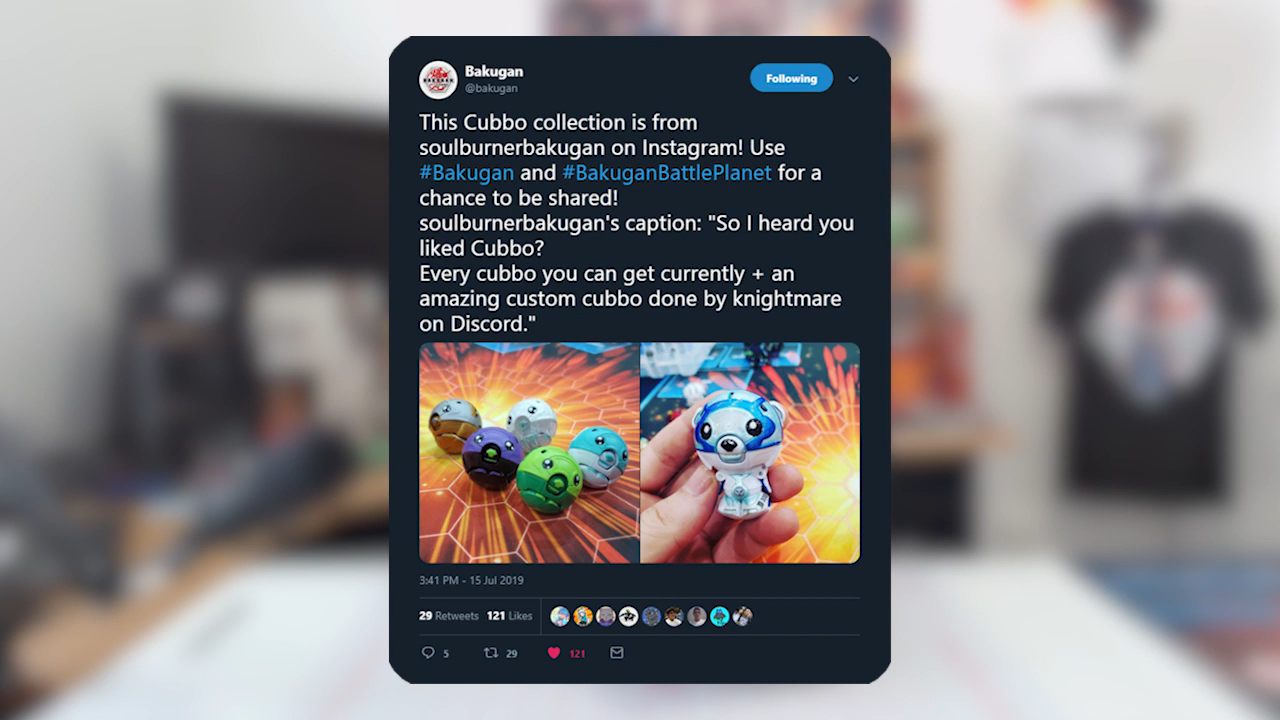 Bakugan
@bakugan
Following
This Cubbo collection is from
soulburnerbakugan on Instagram! Use
#Bakugan and #BakuganBattlePlanet for a
chance to be shared!
soulburnerbakugan's caption: "So I heard you
liked Cubbo?
Every cubbo you can get currently + an
amazing custom cubbo done by knightmare
on Discord."
3:41 PM - 15 Jul 2019
29 Retweets 121 Likes
5 29 121